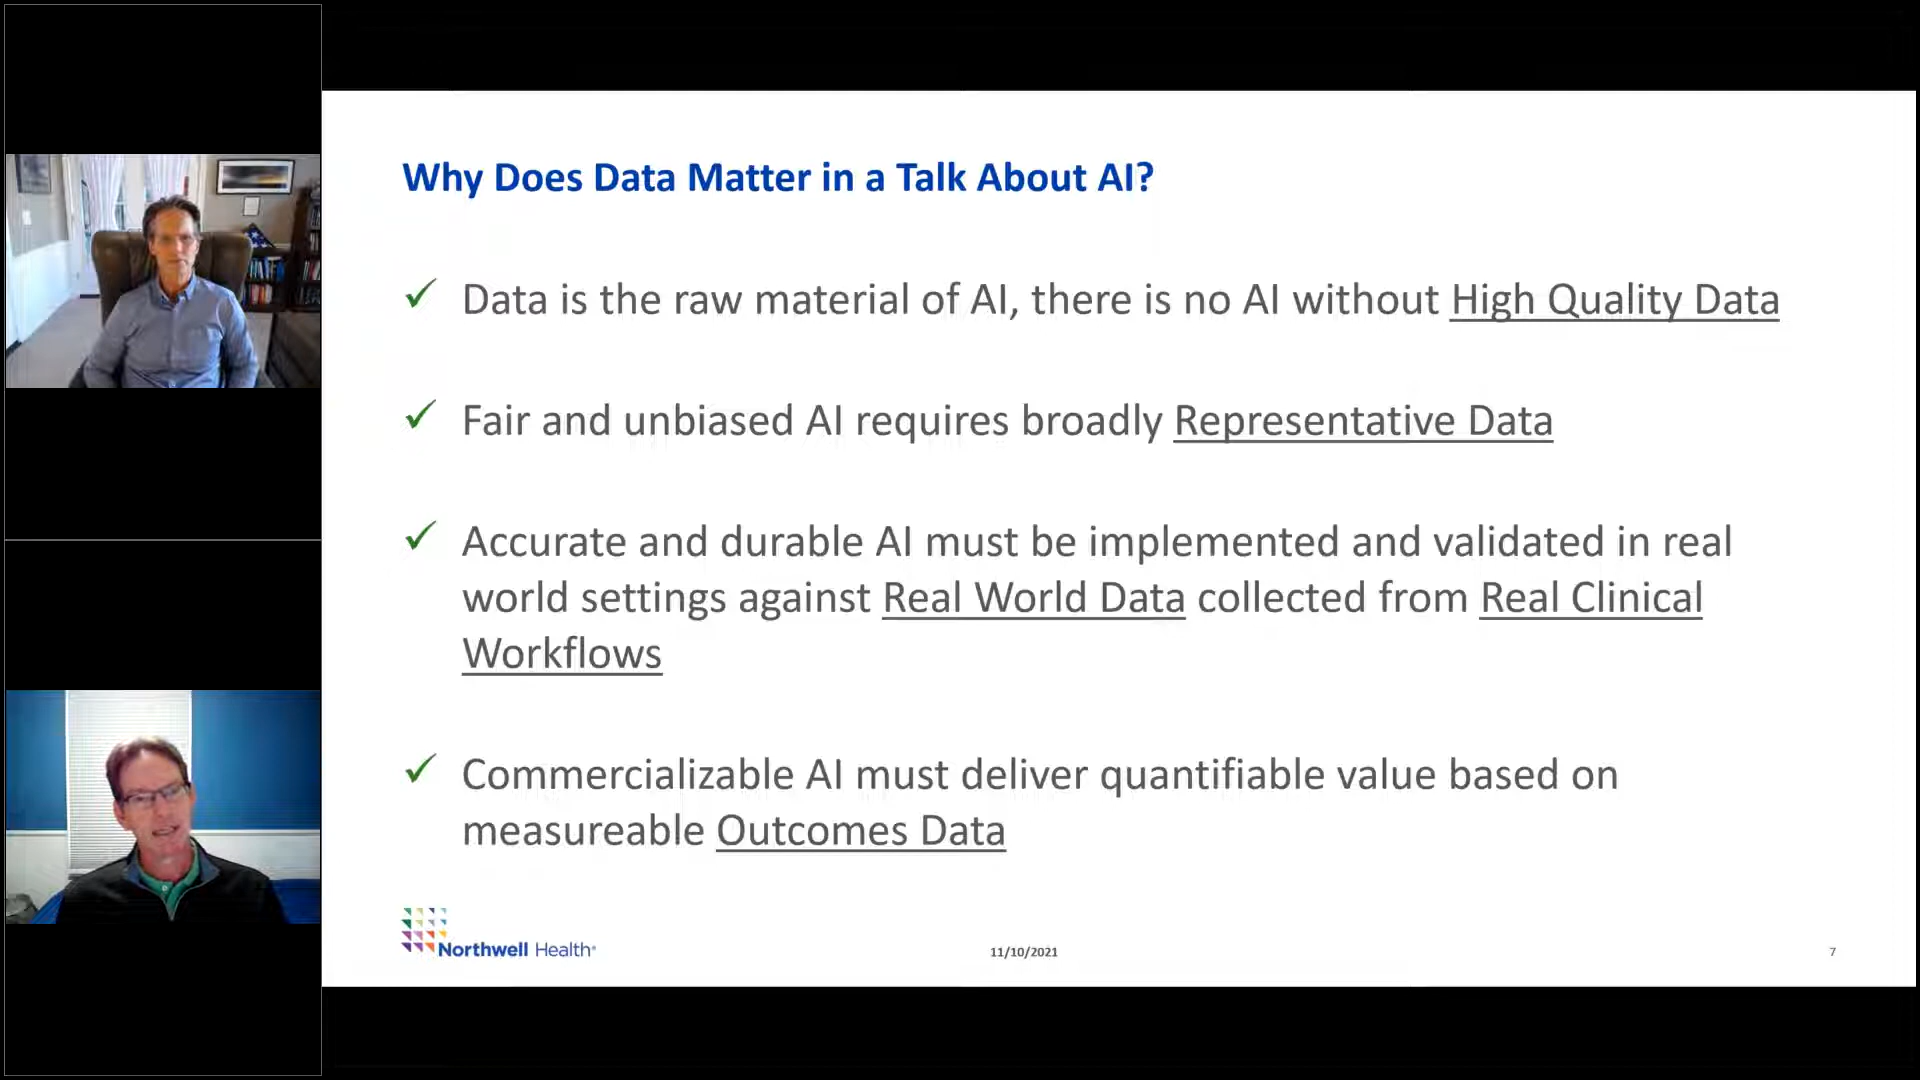 Why Does Data Matter in a Talk About AI?
Data is the raw material of AI, there is no AI without High Quality Data
Fair and unbiased AI requires broadly Representative Data
Accurate and durable AI must be implemented and validated in real
world settings against Real World Data collected from Real Clinical
Workflows
Commercializable AI must deliver quantifiable value based on
measureable Outcomes Data
Northwell Health®
11/10/2021
7